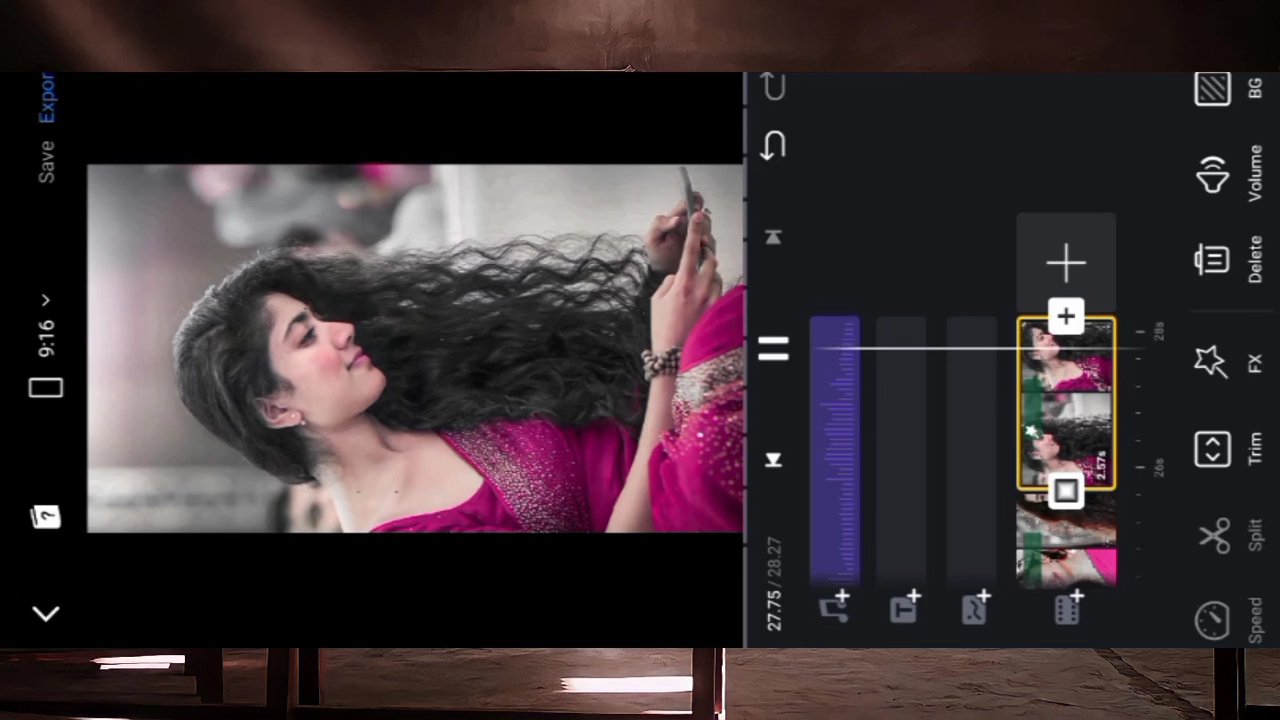 ?
9:16
Save
Expor
27.75 / 28.27
T
2.57s
26s
28s
Speed
Split
Trim
FX
Delete
Volume
BG